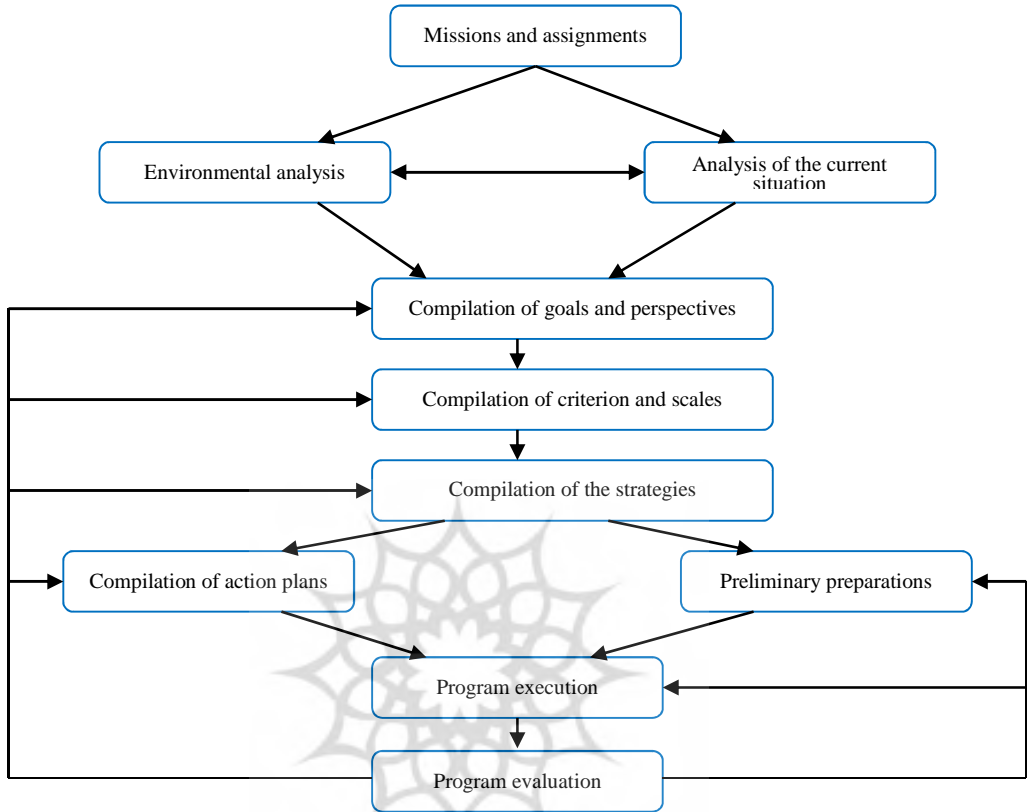 Missions and assignments
Environmental analysis
Analysis of the current
situation
Compilation of goals and perspectives
Compilation of criterion and scales
Compilation of the strategies
Compilation of action plans
Preliminary preparations
Program execution
Program evaluation